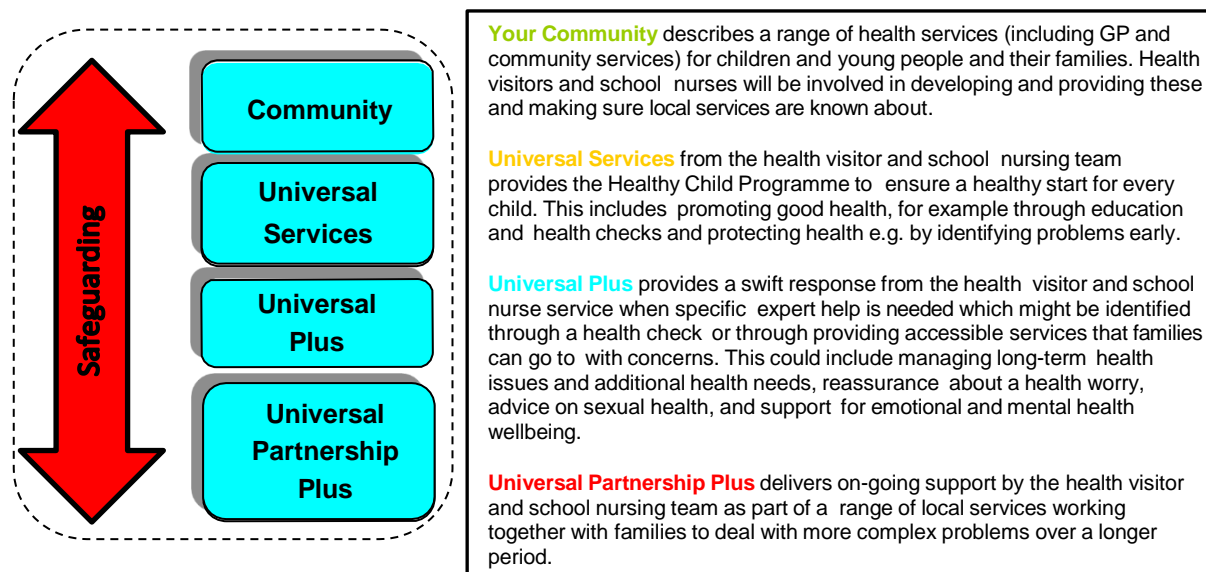 Safeguarding
Community
Universal
Services
Universal
Plus
Universal
Partnership
Plus
Your Community describes a range of health services (including GP and
community services) for children and young people and their families. Health
visitors and school nurses will be involved in developing and providing these
and making sure local services are known about.
Universal Services from the health visitor and school nursing team
provides the Healthy Child Programme to ensure a healthy start for every
child. This includes promoting good health, for example through education
and health checks and protecting health e.g. by identifying problems early.
Universal Plus provides a swift response from the health visitor and school
nurse service when specific expert help is needed which might be identified
through a health check or through providing accessible services that families
can go to with concerns. This could include managing long-term health
issues and additional health needs, reassurance about a health worry,
advice on sexual health, and support for emotional and mental health
wellbeing.
Universal Partnership Plus delivers on-going support by the health visitor
and school nursing team as part of a range of local services working
together with families to deal with more complex problems over a longer
period.